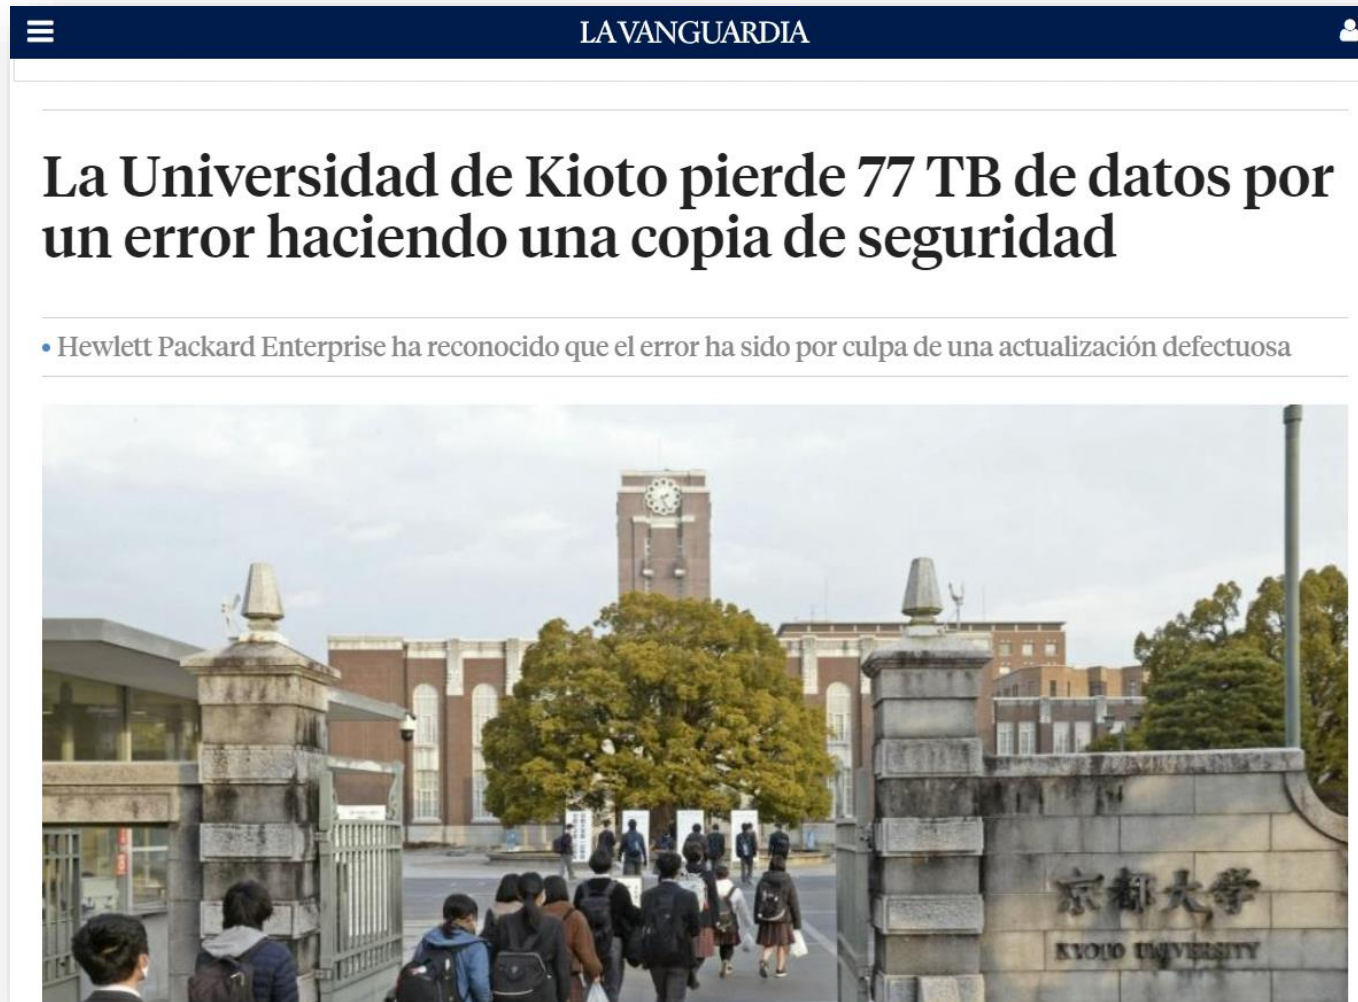 LA VANGUARDIA
La Universidad de Kioto pierde 77 TB de datos por
un error haciendo una copia de seguridad
• Hewlett Packard Enterprise ha reconocido que el error ha sido por culpa de una actualización defectuosa
京都大学
KYOTO UNIVERSITY